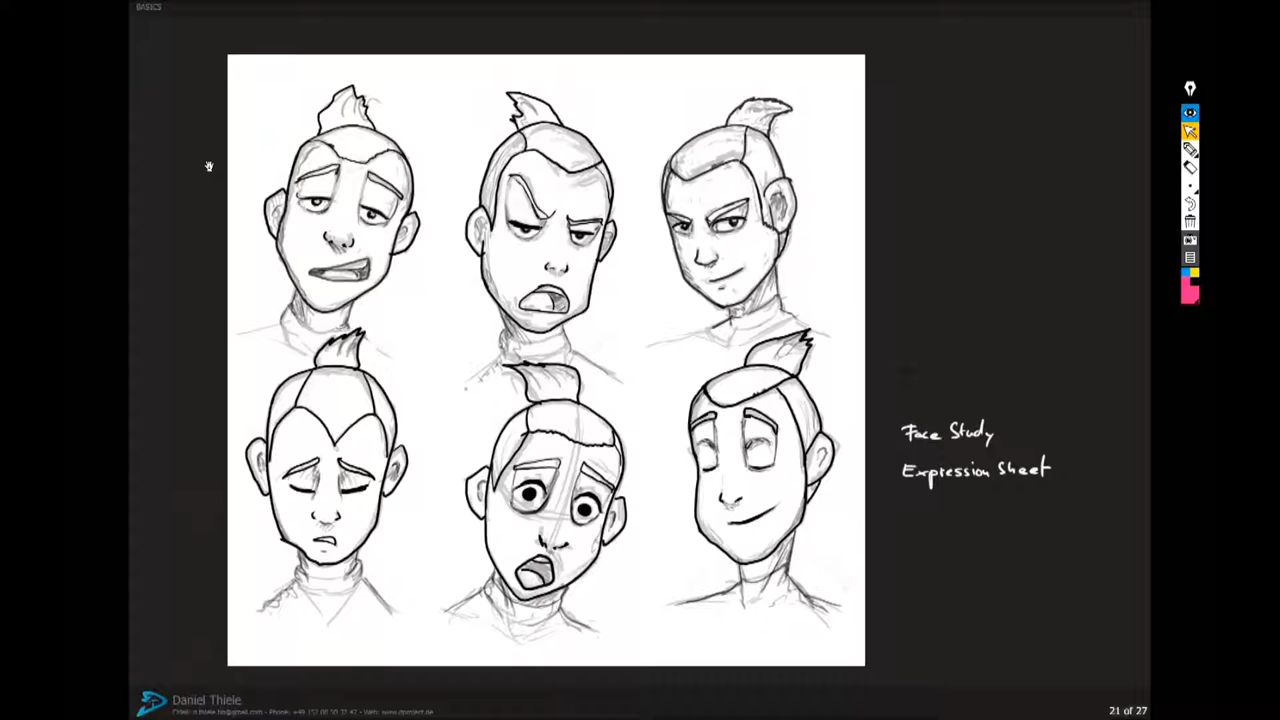 BASICS
Face Study
Expression Sheet
Daniel Thiele
21 of 27